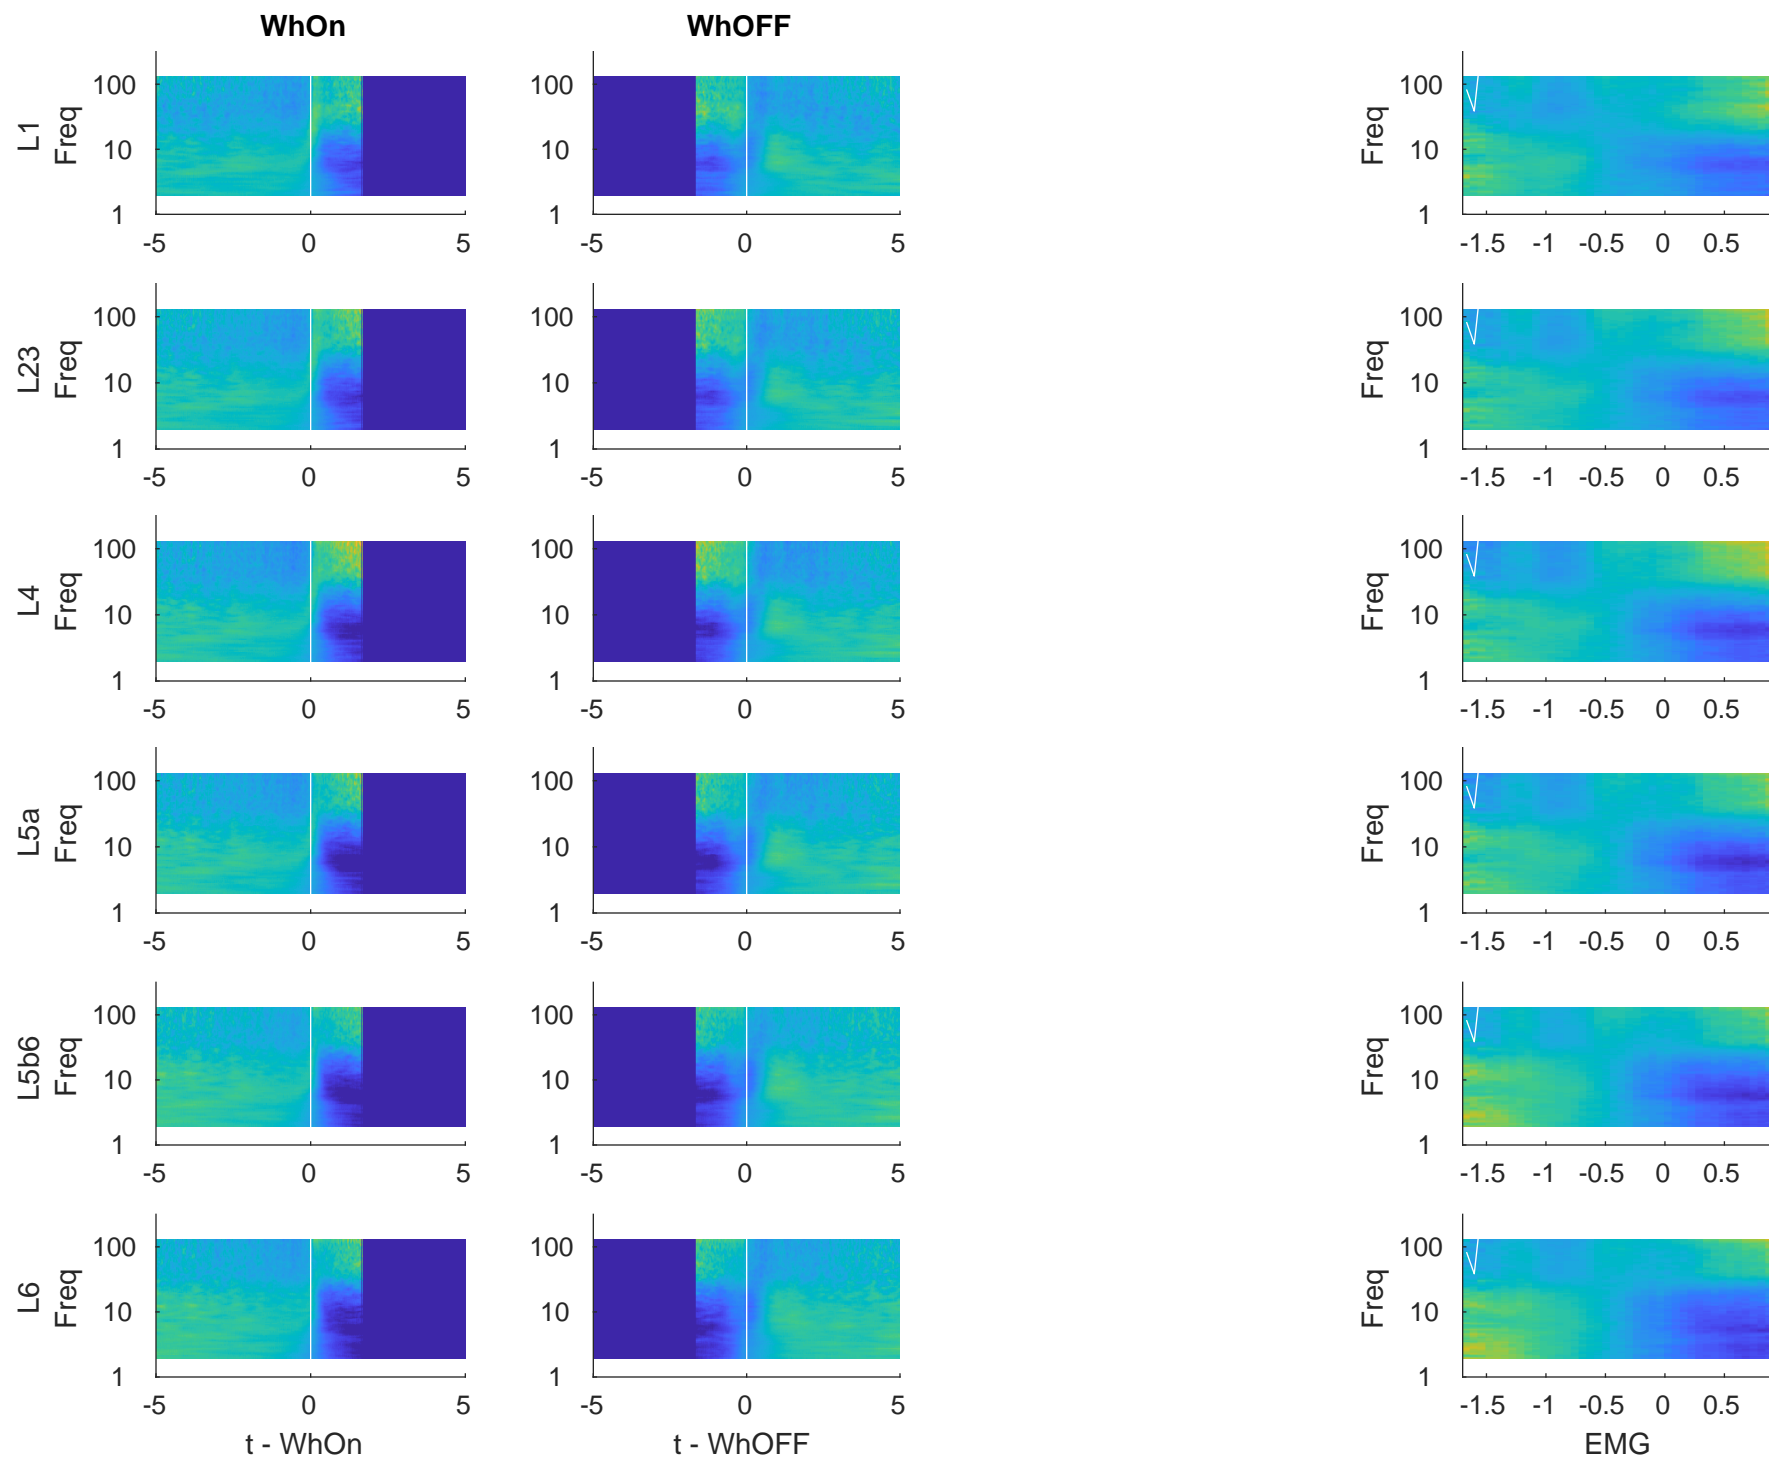 WhOn WhOFF
L1 Freq 100 10 1 100 10 1 Freq 100 10 1
-5 0 5 -5 0 5 -1.5 -1 -0.5 0 0.5
L23 Freq 100 10 1 100 10 1 Freq 100 10 1
-5 0 5 -5 0 5 -1.5 -1 -0.5 0 0.5
L4 Freq 100 10 1 100 10 1 Freq 100 10 1
-5 0 5 -5 0 5 -1.5 -1 -0.5 0 0.5
L5a Freq 100 10 1 100 10 1 Freq 100 10 1
-5 0 5 -5 0 5 -1.5 -1 -0.5 0 0.5
L5b6 Freq 100 10 1 100 10 1 Freq 100 10 1
-5 0 5 -5 0 5 -1.5 -1 -0.5 0 0.5
L6 Freq 100 10 1 100 10 1 Freq 100 10 1
-5 0 5 -5 0 5 -1.5 -1 -0.5 0 0.5
t - WhOn t - WhOFF EMG